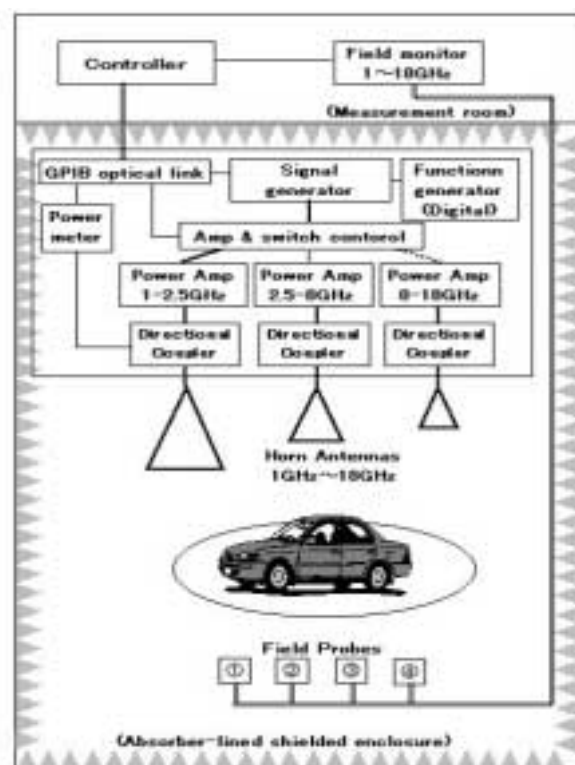 Controller
Field monitor
1～18GHz
(Measurement room)
GPIB optical link
Signal
generator
Functionn
generator
(Digital)
Power
meter
Amp & switch contorol
Power Amp
1-2.5GHz
Power Amp
2.5-8GHz
Power Amp
8-18GHz
Directional
Coupler
Directional
Coupler
Directional
Coupler
Horn Antennas
1GHz～18GHz
Field Probes
① ② ③ ④
(Absorber-lined shielded enclosure)